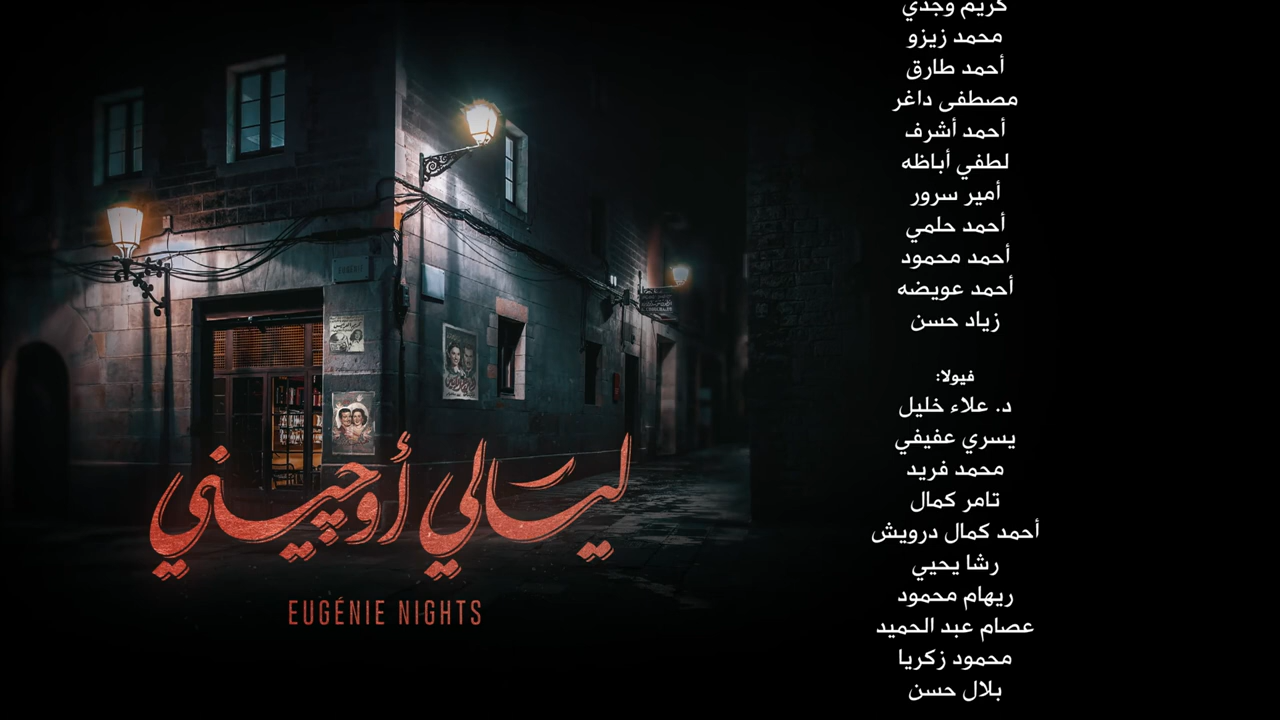 كريم وجدي
محمد زيزو
أحمد طارق
مصطفى داغر
أحمد أشرف
لطفي أباظه
أمير سرور
أحمد حلمي
أحمد محمود
أحمد عويضه
زياد حسن
فيولا:
د. علاء خليل
يسري عفيفي
محمد فريد
تامر كمال
أحمد كمال درويش
رشا يحيي
ريهام محمود
عصام عبد الحميد
محمود زكريا
بلال حسن
ليالي أوچيني
EUGÉNIE NIGHTS